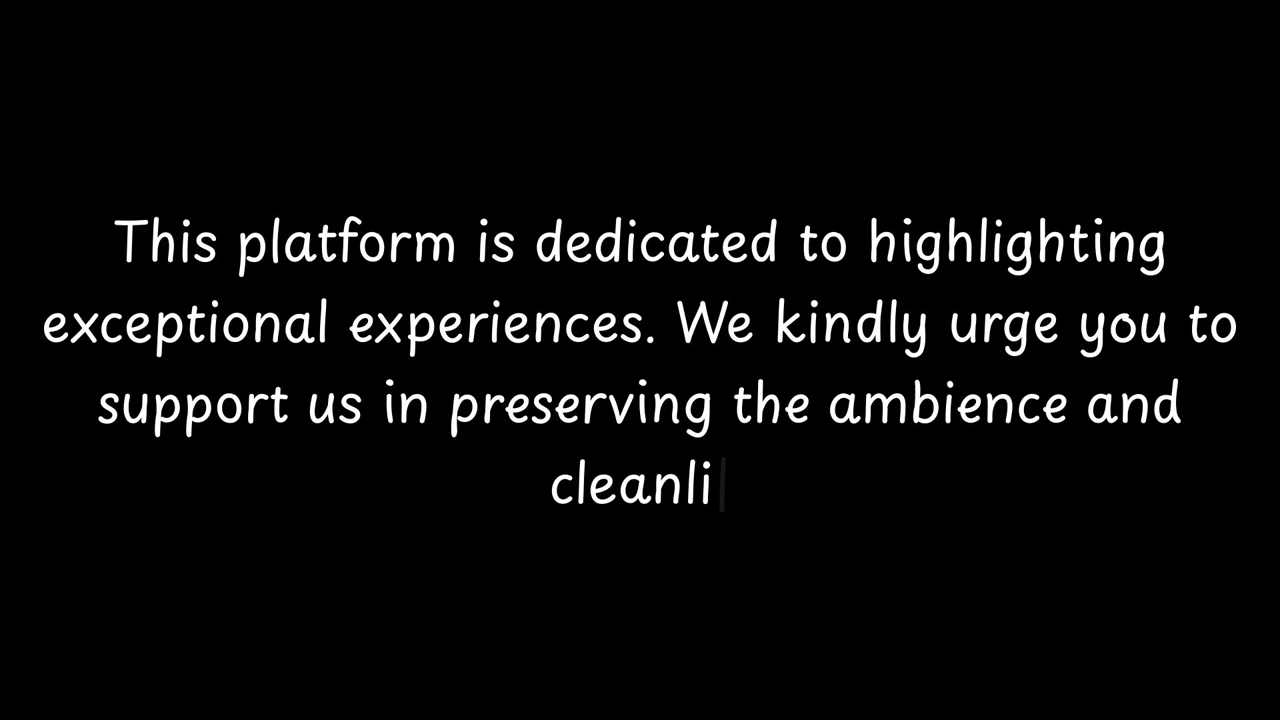 This platform is dedicated to highlighting
exceptional experiences. We kindly urge you to
support us in preserving the ambience and
cleanli